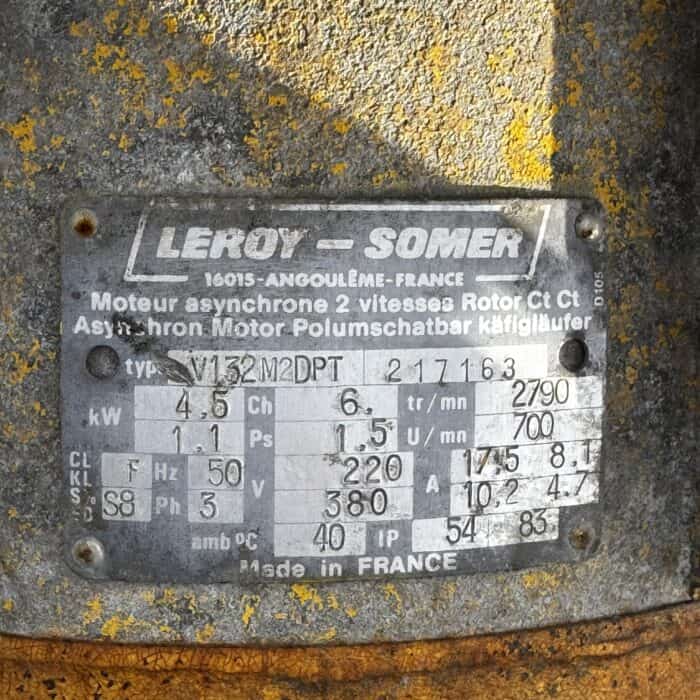 LEROY – SOMER
16015-ANGOULÊME-FRANCE
Moteur asynchrone 2 vitesses Rotor Ct Ct
Asynchron Motor Polumschatbar käfigläufer
D105
V132M2DPT 217163
kW 4,5 Ch 6. tr/mn 2790
1.1 Ps 1.5 U/mn 700
CL KL F Hz 50 V 220 A 17,5 8.1
S8 Ph 3 380 10,2 4.7
amb °C 40 IP 54 83
Made in FRANCE